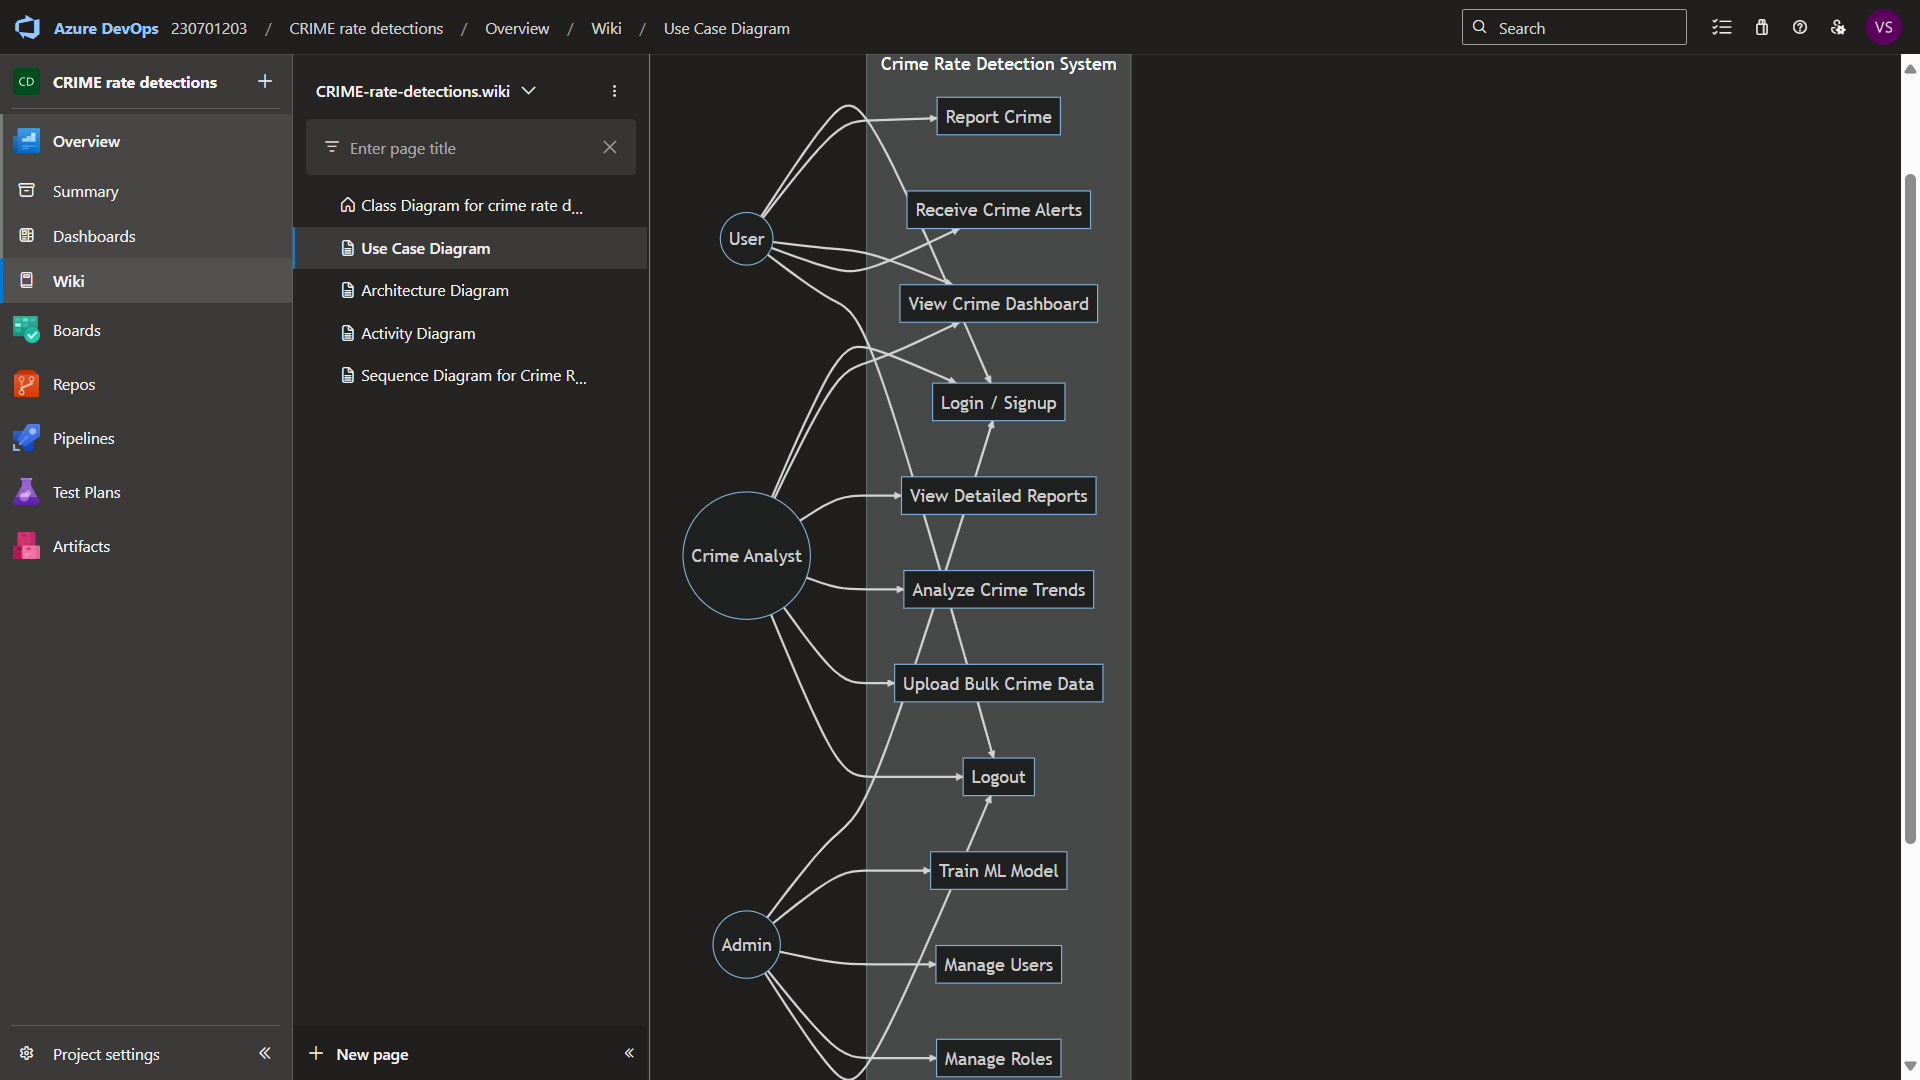 Azure DevOps 230701203 / CRIME rate detections / Overview / Wiki / Use Case Diagram
Search
VS
CD CRIME rate detections
Overview
Summary
Dashboards
Wiki
Boards
Repos
Pipelines
Test Plans
Artifacts
Project settings
CRIME-rate-detections.wiki
Enter page title
Class Diagram for crime rate d...
Use Case Diagram
Architecture Diagram
Activity Diagram
Sequence Diagram for Crime R...
New page
Crime Rate Detection System
Report Crime
Receive Crime Alerts
User
View Crime Dashboard
Login / Signup
View Detailed Reports
Crime Analyst
Analyze Crime Trends
Upload Bulk Crime Data
Logout
Train ML Model
Admin
Manage Users
Manage Roles